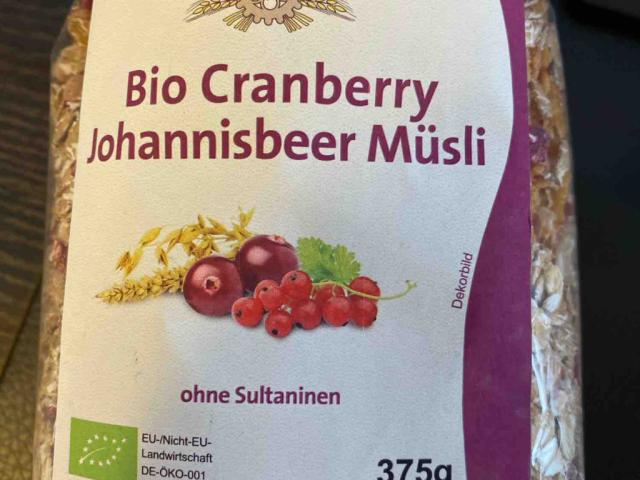 Bio Cranberry
Johannisbeer Müsli
Dekorbild
ohne Sultaninen
EU-/Nicht-EU-
Landwirtschaft
DE-ÖKO-001
375g